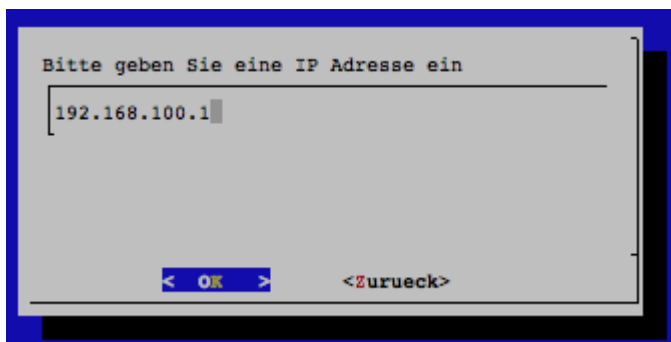 Bitte geben Sie eine IP Adresse ein
192.168.100.1
< OK > <Zurueck>